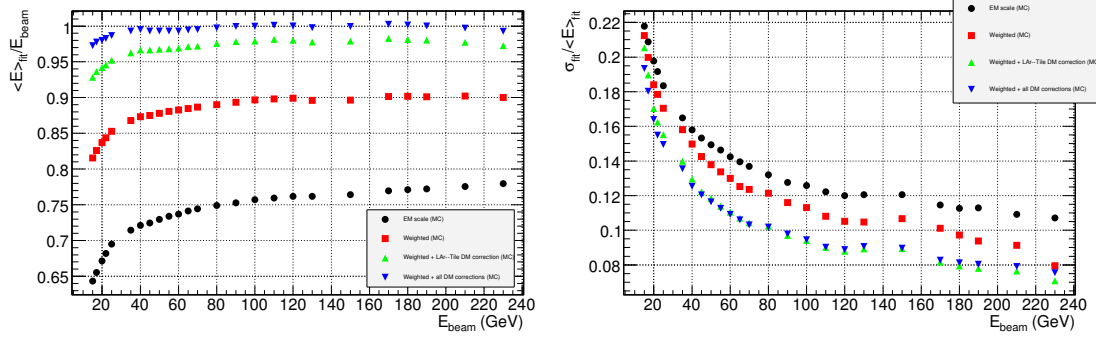 <E>fit/Ebeam
1
0.95
0.9
0.85
0.8
0.75
0.7
0.65
EM scale (MC)
Weighted (MC)
Weighted + LAr--Tile DM correction (MC)
Weighted + all DM corrections (MC)
20 40 60 80 100 120 140 160 180 200 220 240
Ebeam (GeV)
σfit/<E>fit
0.22
0.2
0.18
0.16
0.14
0.12
0.1
0.08
EM scale (MC)
Weighted (MC)
Weighted + LAr--Tile DM correction (MC)
Weighted + all DM corrections (MC)
20 40 60 80 100 120 140 160 180 200 220 240
Ebeam (GeV)